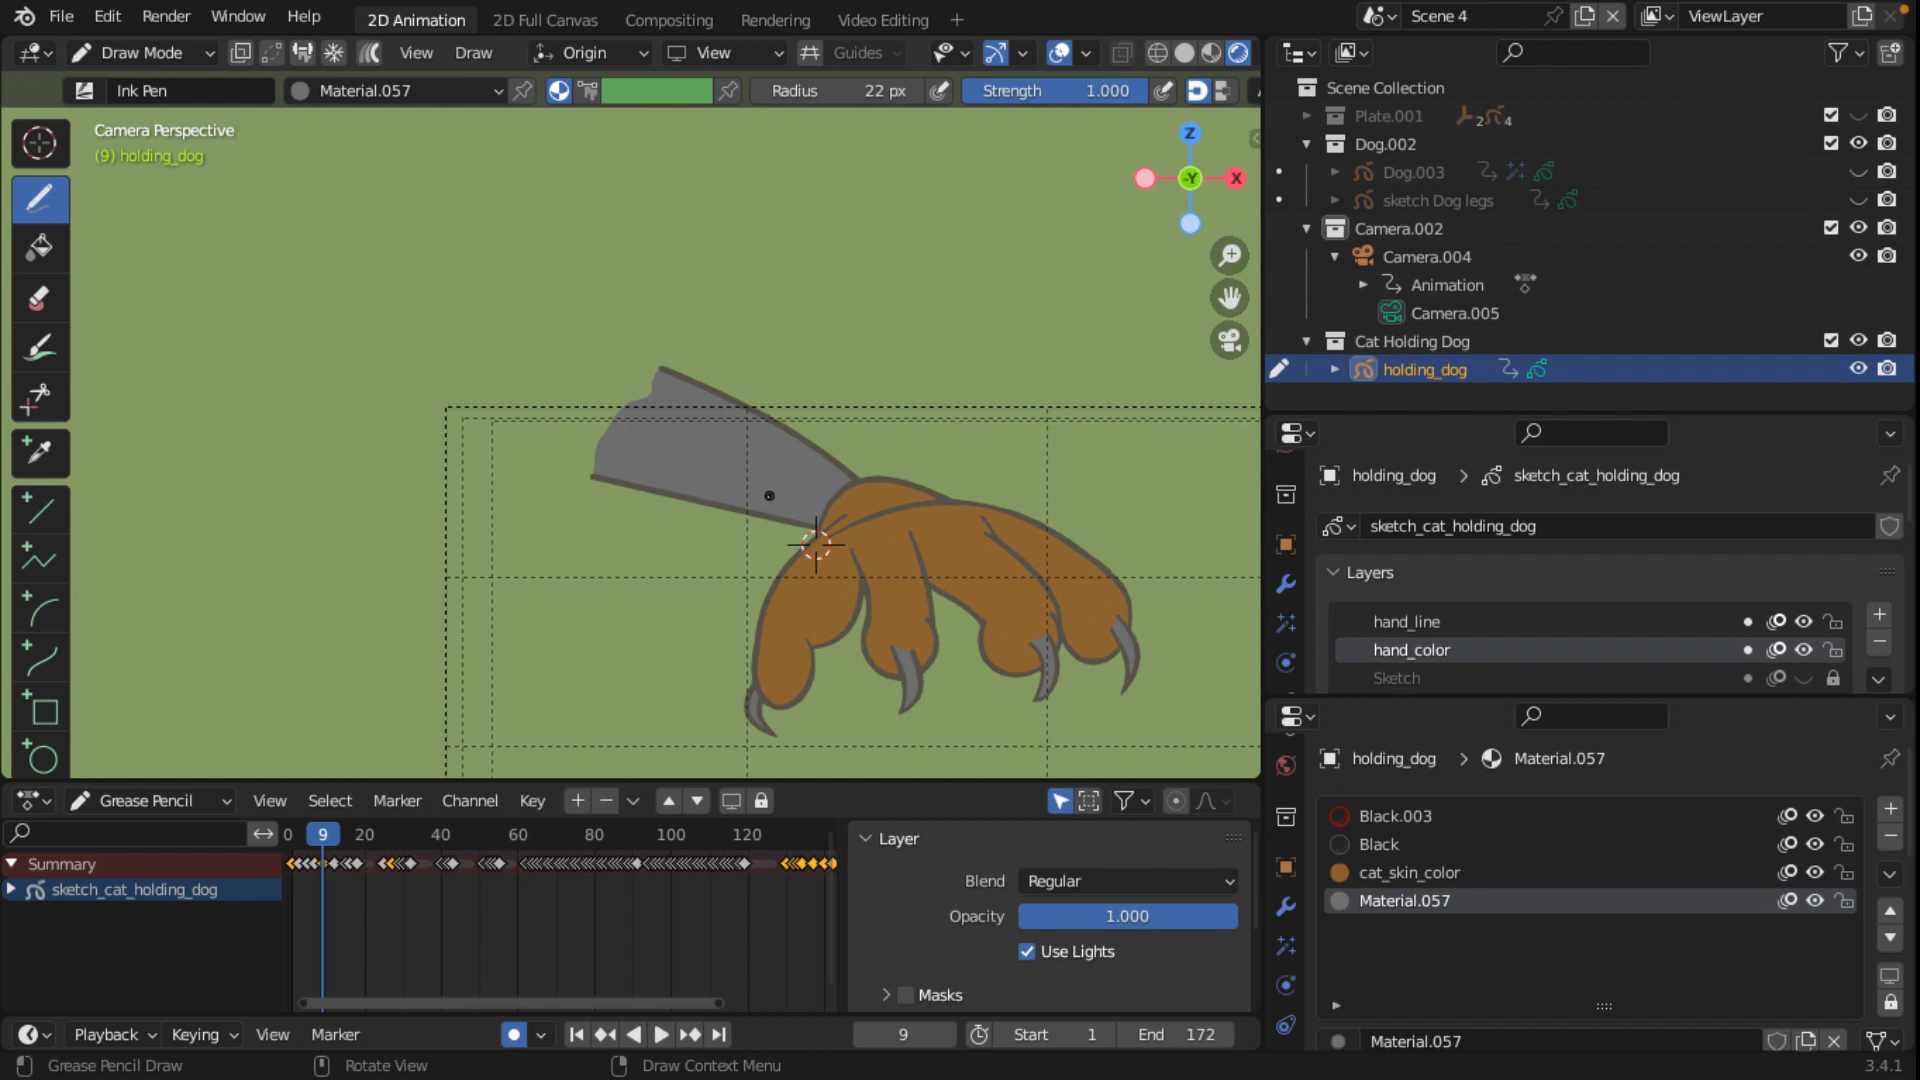 File Edit Render Window Help 2D Animation 2D Full Canvas Compositing Rendering Video Editing + Scene 4 ViewLayer
Draw Mode View Draw Origin View Guides
Ink Pen Material.057 Radius 22 px Strength 1.000
Camera Perspective
(9) holding_dog
Z
-Y
X
Scene Collection
Plate.001 2 4
Dog.002
Dog.003
sketch Dog legs
Camera.002
Camera.004
Animation
Camera.005
Cat Holding Dog
holding_dog
holding_dog > sketch_cat_holding_dog
sketch_cat_holding_dog
Layers
hand_line
hand_color
Sketch
holding_dog > Material.057
Black.003
Black
cat_skin_color
Material.057
Material.057
Grease Pencil View Select Marker Channel Key
0 9 20 40 60 80 100 120
Summary
sketch_cat_holding_dog
Layer
Blend Regular
Opacity 1.000
Use Lights
Masks
Playback Keying View Marker 9 Start 1 End 172
Grease Pencil Draw Rotate View Draw Context Menu 3.4.1